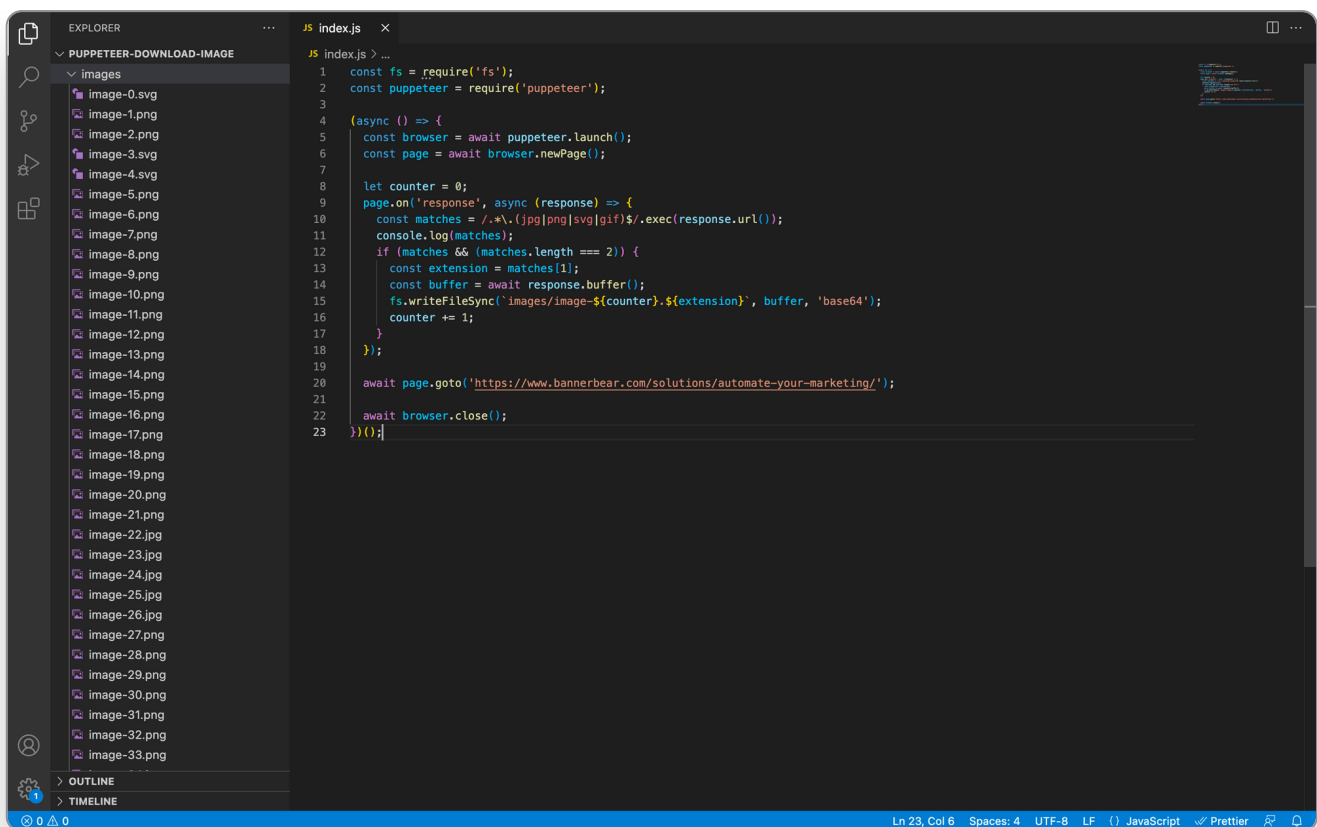 EXPLORER
PUPPETEER-DOWNLOAD-IMAGE
images
image-0.svg
image-1.png
image-2.png
image-3.svg
image-4.svg
image-5.png
image-6.png
image-7.png
image-8.png
image-9.png
image-10.png
image-11.png
image-12.png
image-13.png
image-14.png
image-15.png
image-16.png
image-17.png
image-18.png
image-19.png
image-20.png
image-21.png
image-22.jpg
image-23.jpg
image-24.jpg
image-25.jpg
image-26.jpg
image-27.png
image-28.png
image-29.png
image-30.png
image-31.png
image-32.png
image-33.png
OUTLINE
TIMELINE
JS index.js
JS index.js > ...
1 const fs = require('fs');
2 const puppeteer = require('puppeteer');
3
4 (async () => {
5   const browser = await puppeteer.launch();
6   const page = await browser.newPage();
7
8   let counter = 0;
9   page.on('response', async (response) => {
10     const matches = /.*\.(jpg|png|svg|gif)$/.exec(response.url());
11     console.log(matches);
12     if (matches && (matches.length === 2)) {
13       const extension = matches[1];
14       const buffer = await response.buffer();
15       fs.writeFileSync(`images/image-${counter}.${extension}`, buffer, 'base64');
16       counter += 1;
17     }
18   });
19
20   await page.goto('https://www.bannerbear.com/solutions/automate-your-marketing/');
21
22   await browser.close();
23 })();
1
0 0
Ln 23, Col 6 Spaces: 4 UTF-8 LF {} JavaScript Prettier